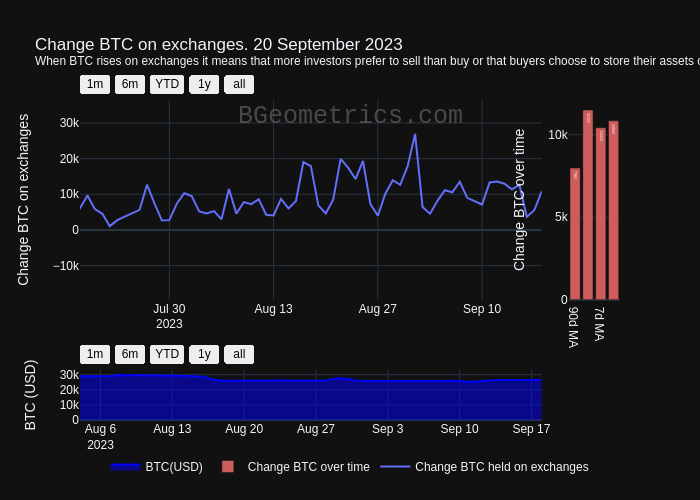 Change BTC on exchanges. 20 September 2023
When BTC rises on exchanges it means that more investors prefer to sell than buy or that buyers choose to store their assets o
1m 6m YTD 1y all
BGeometrics.com
Change BTC on exchanges
30k
20k
10k
0
−10k
Jul 30
2023
Aug 13
Aug 27
Sep 10
Change BTC over time
10k
5k
0
90d MA
7d MA
1m 6m YTD 1y all
BTC (USD)
30k
20k
10k
0
Aug 6
2023
Aug 13
Aug 20
Aug 27
Sep 3
Sep 10
Sep 17
BTC(USD) Change BTC over time Change BTC held on exchanges